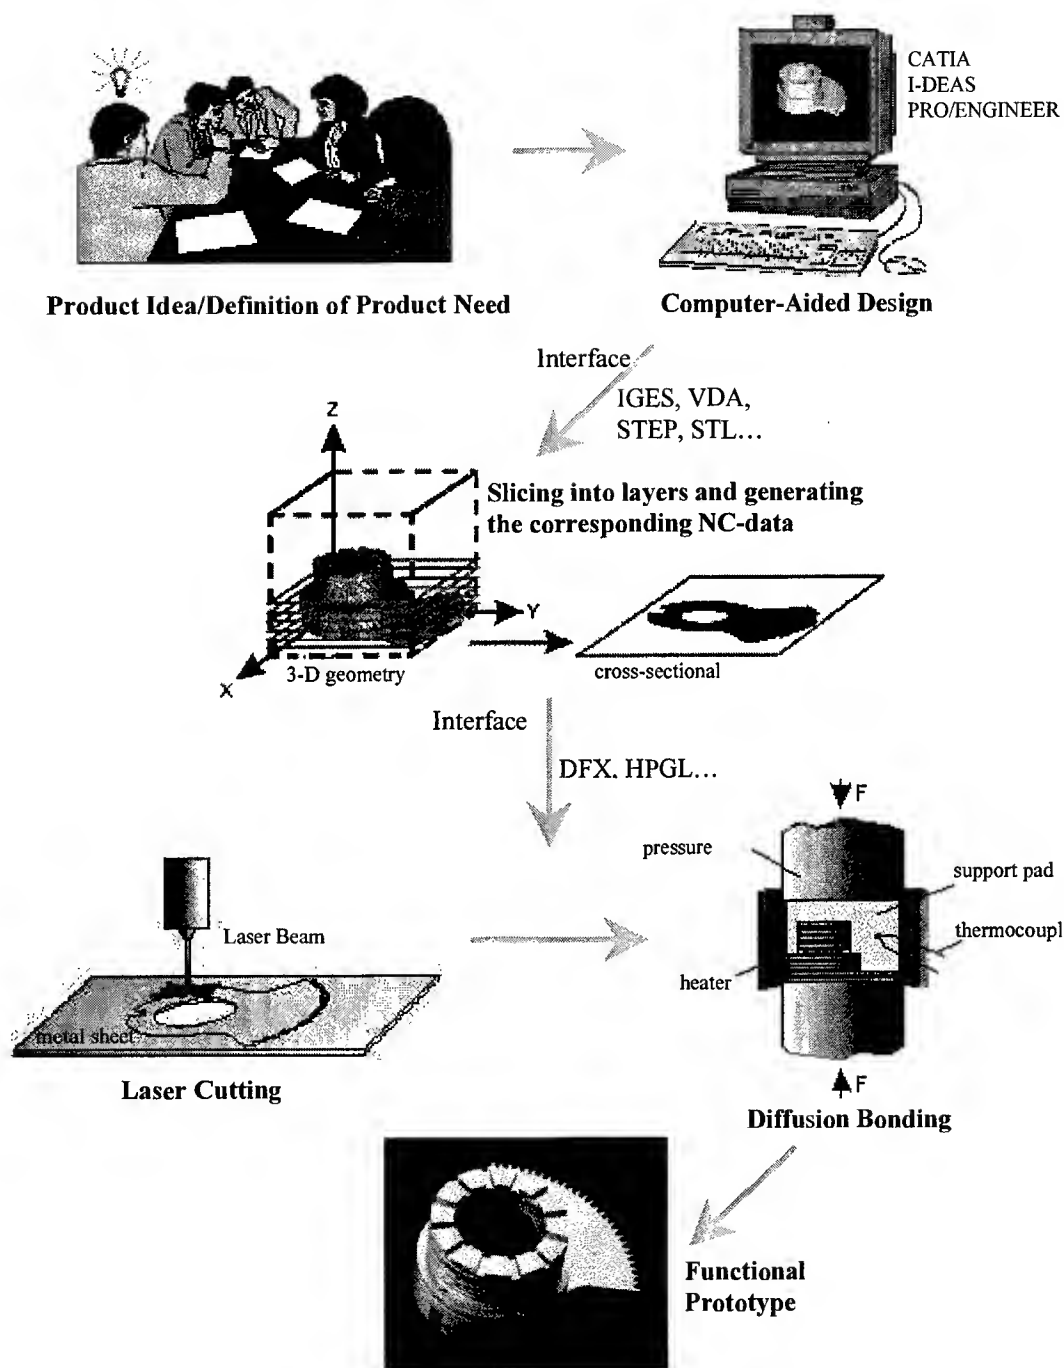 CATIA
I-DEAS
PRO/ENGINEER
Product Idea/Definition of Product Need
Computer-Aided Design
Interface
IGES, VDA,
STEP, STL...
Z
Slicing into layers and generating
the corresponding NC-data
Y
X
3-D geometry
cross-sectional
Interface
DFX, HPGL...
F
pressure
support pad
Laser Beam
thermocoupl
heater
metal sheet
F
Laser Cutting
Diffusion Bonding
Functional
Prototype